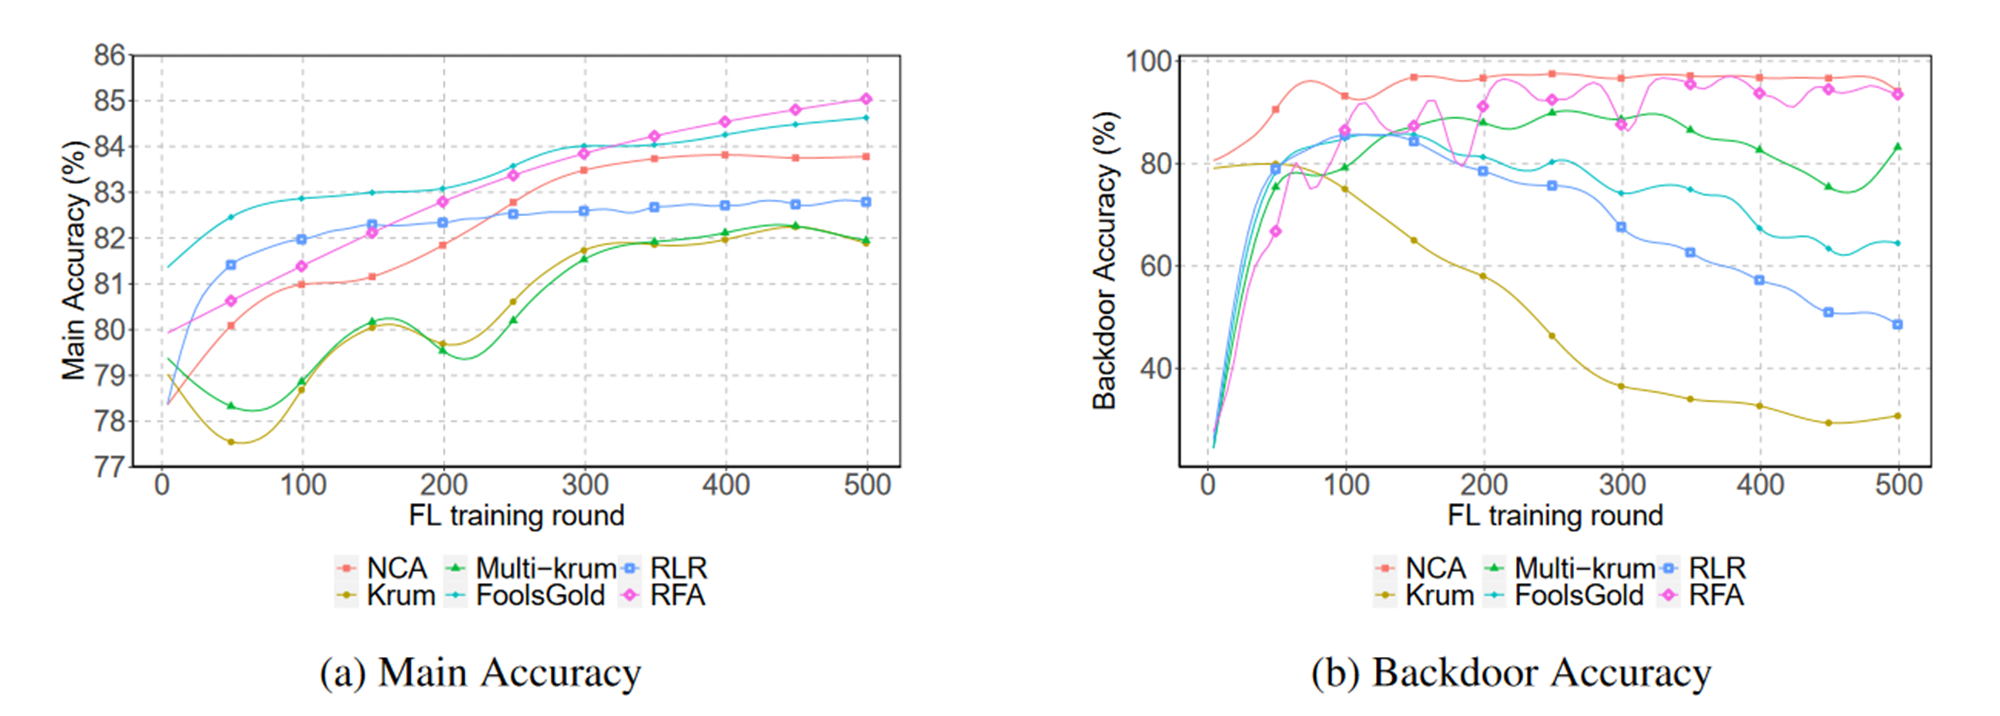 86
85
84
83
82
81
80
79
78
77
Main Accuracy (%)
0 100 200 300 400 500
FL training round
NCA Multi−krum RLR
Krum FoolsGold RFA
(a) Main Accuracy
100
80
60
40
Backdoor Accuracy (%)
0 100 200 300 400 500
FL training round
NCA Multi−krum RLR
Krum FoolsGold RFA
(b) Backdoor Accuracy